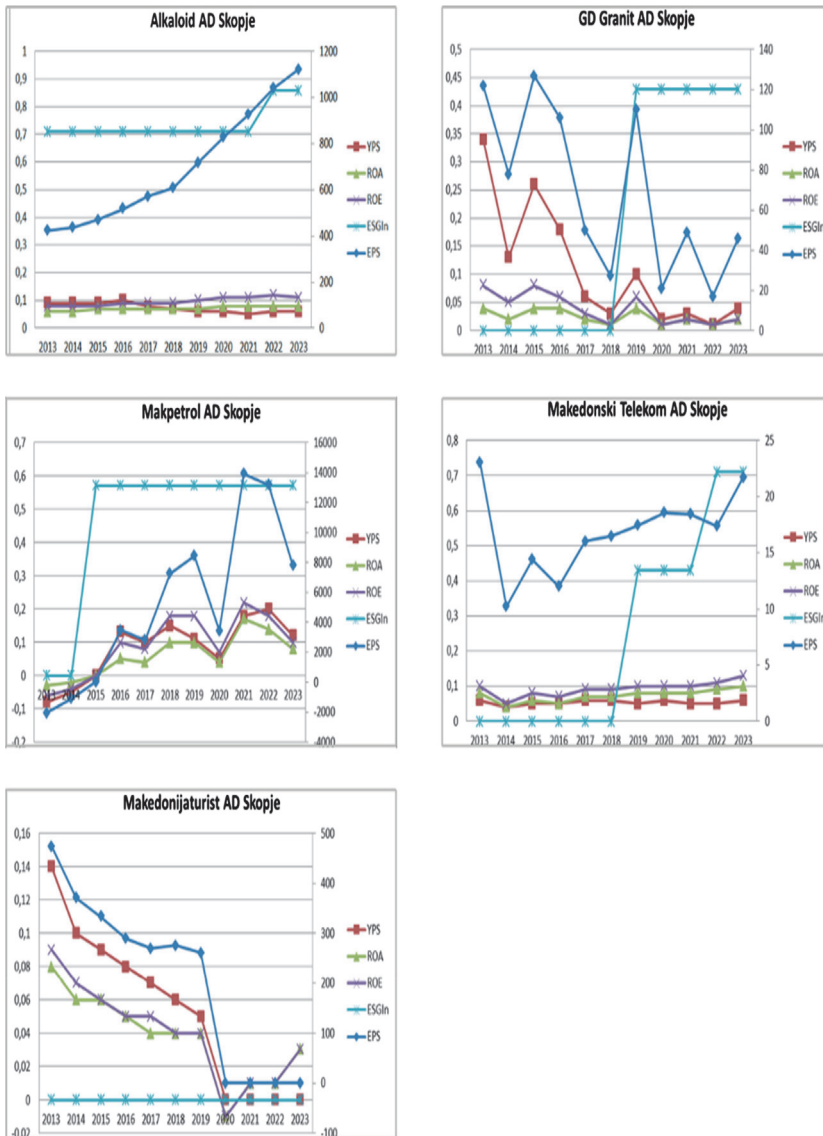 Alkaloid AD Skopje
1
0,9
0,8
0,7
0,6
0,5
0,4
0,3
0,2
0,1
0
1200
1000
800
600
400
200
0
2013 2014 2015 2016 2017 2018 2019 2020 2021 2022 2023
YPS
ROA
ROE
ESGIn
EPS
GD Granit AD Skopje
0,5
0,45
0,4
0,35
0,3
0,25
0,2
0,15
0,1
0,05
0
140
120
100
80
60
40
20
0
2013 2014 2015 2016 2017 2018 2019 2020 2021 2022 2023
YPS
ROA
ROE
ESGIn
EPS
Makpetrol AD Skopje
0,7
0,6
0,5
0,4
0,3
0,2
0,1
0
-0,1
-0,2
16000
14000
12000
10000
8000
6000
4000
2000
0
-2000
-4000
2013 2014 2015 2016 2017 2018 2019 2020 2021 2022 2023
YPS
ROA
ROE
ESGIn
EPS
Makedonski Telekom AD Skopje
0,8
0,7
0,6
0,5
0,4
0,3
0,2
0,1
0
25
20
15
10
5
0
2013 2014 2015 2016 2017 2018 2019 2020 2021 2022 2023
YPS
ROA
ROE
ESGIn
EPS
Makedonijaturist AD Skopje
0,16
0,14
0,12
0,1
0,08
0,06
0,04
0,02
0
-0,02
500
400
300
200
100
0
-100
2013 2014 2015 2016 2017 2018 2019 2020 2021 2022 2023
YPS
ROA
ROE
ESGIn
EPS